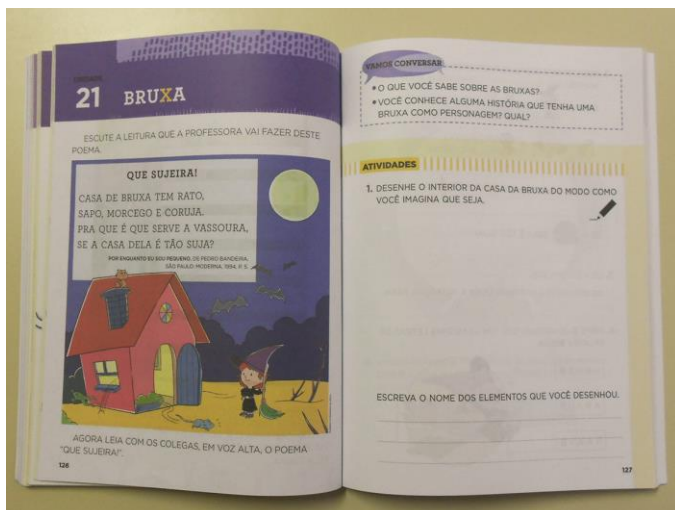 UNIDADE
21 BRUXA
ESCUTE A LEITURA QUE A PROFESSORA VAI FAZER DESTE
POEMA.
QUE SUJEIRA!
CASA DE BRUXA TEM RATO,
SAPO, MORCEGO E CORUJA.
PRA QUE É QUE SERVE A VASSOURA,
SE A CASA DELA É TÃO SUJA?
POR ENQUANTO EU SOU PEQUENO, DE PEDRO BANDEIRA.
SÃO PAULO: MODERNA, 1994, P. 5.
AGORA LEIA COM OS COLEGAS, EM VOZ ALTA, O POEMA
"QUE SUJEIRA!".
126
VAMOS CONVERSAR
• O QUE VOCÊ SABE SOBRE AS BRUXAS?
• VOCÊ CONHECE ALGUMA HISTÓRIA QUE TENHA UMA
BRUXA COMO PERSONAGEM? QUAL?
ATIVIDADES
1. DESENHE O INTERIOR DA CASA DA BRUXA DO MODO COMO
VOCÊ IMAGINA QUE SEJA.
ESCREVA O NOME DOS ELEMENTOS QUE VOCÊ DESENHOU.
127